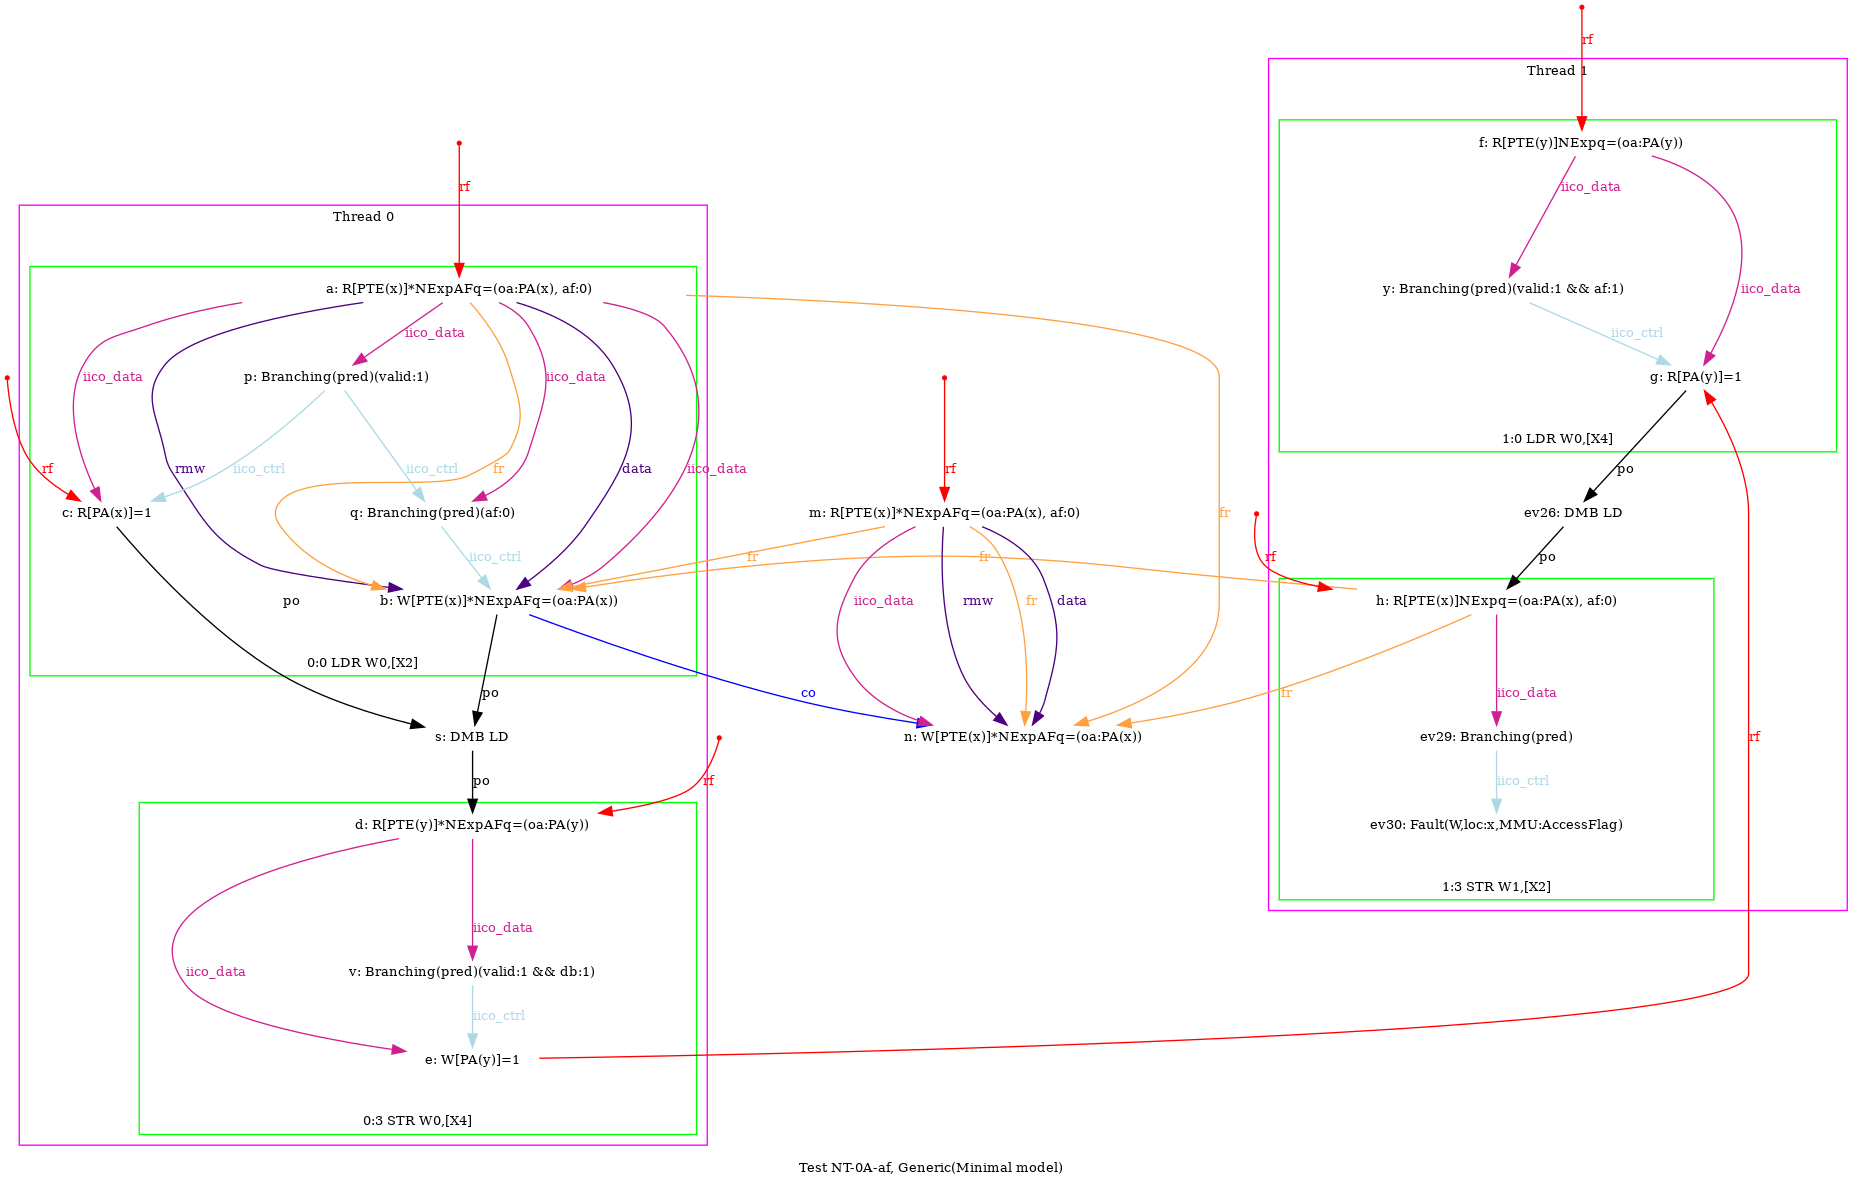 rf
Thread 1
f: R[PTE(y)]NExpq=(oa:PA(y))
rf
iico_data
Thread 0
a: R[PTE(x)]*NExpAFq=(oa:PA(x), af:0)
y: Branching(pred)(valid:1 && af:1)
iico_data
iico_data
iico_ctrl
iico_data
iico_data
p: Branching(pred)(valid:1)
g: R[PA(y)]=1
1:0 LDR W0,[X4]
rf
rmw
iico_ctrl
iico_ctrl
fr
data
iico_data
rf
po
c: R[PA(x)]=1
q: Branching(pred)(af:0)
m: R[PTE(x)]*NExpAFq=(oa:PA(x), af:0)
fr
ev26: DMB LD
iico_ctrl
fr
fr
rf
po
po
b: W[PTE(x)]*NExpAFq=(oa:PA(x))
iico_data
rmw
fr
data
h: R[PTE(x)]NExpq=(oa:PA(x), af:0)
0:0 LDR W0,[X2]
po
co
fr
iico_data
s: DMB LD
n: W[PTE(x)]*NExpAFq=(oa:PA(x))
ev29: Branching(pred)
rf
po
rf
iico_ctrl
d: R[PTE(y)]*NExpAFq=(oa:PA(y))
ev30: Fault(W,loc:x,MMU:AccessFlag)
1:3 STR W1,[X2]
iico_data
iico_data
v: Branching(pred)(valid:1 && db:1)
iico_ctrl
e: W[PA(y)]=1
0:3 STR W0,[X4]
Test NT-0A-af, Generic(Minimal model)